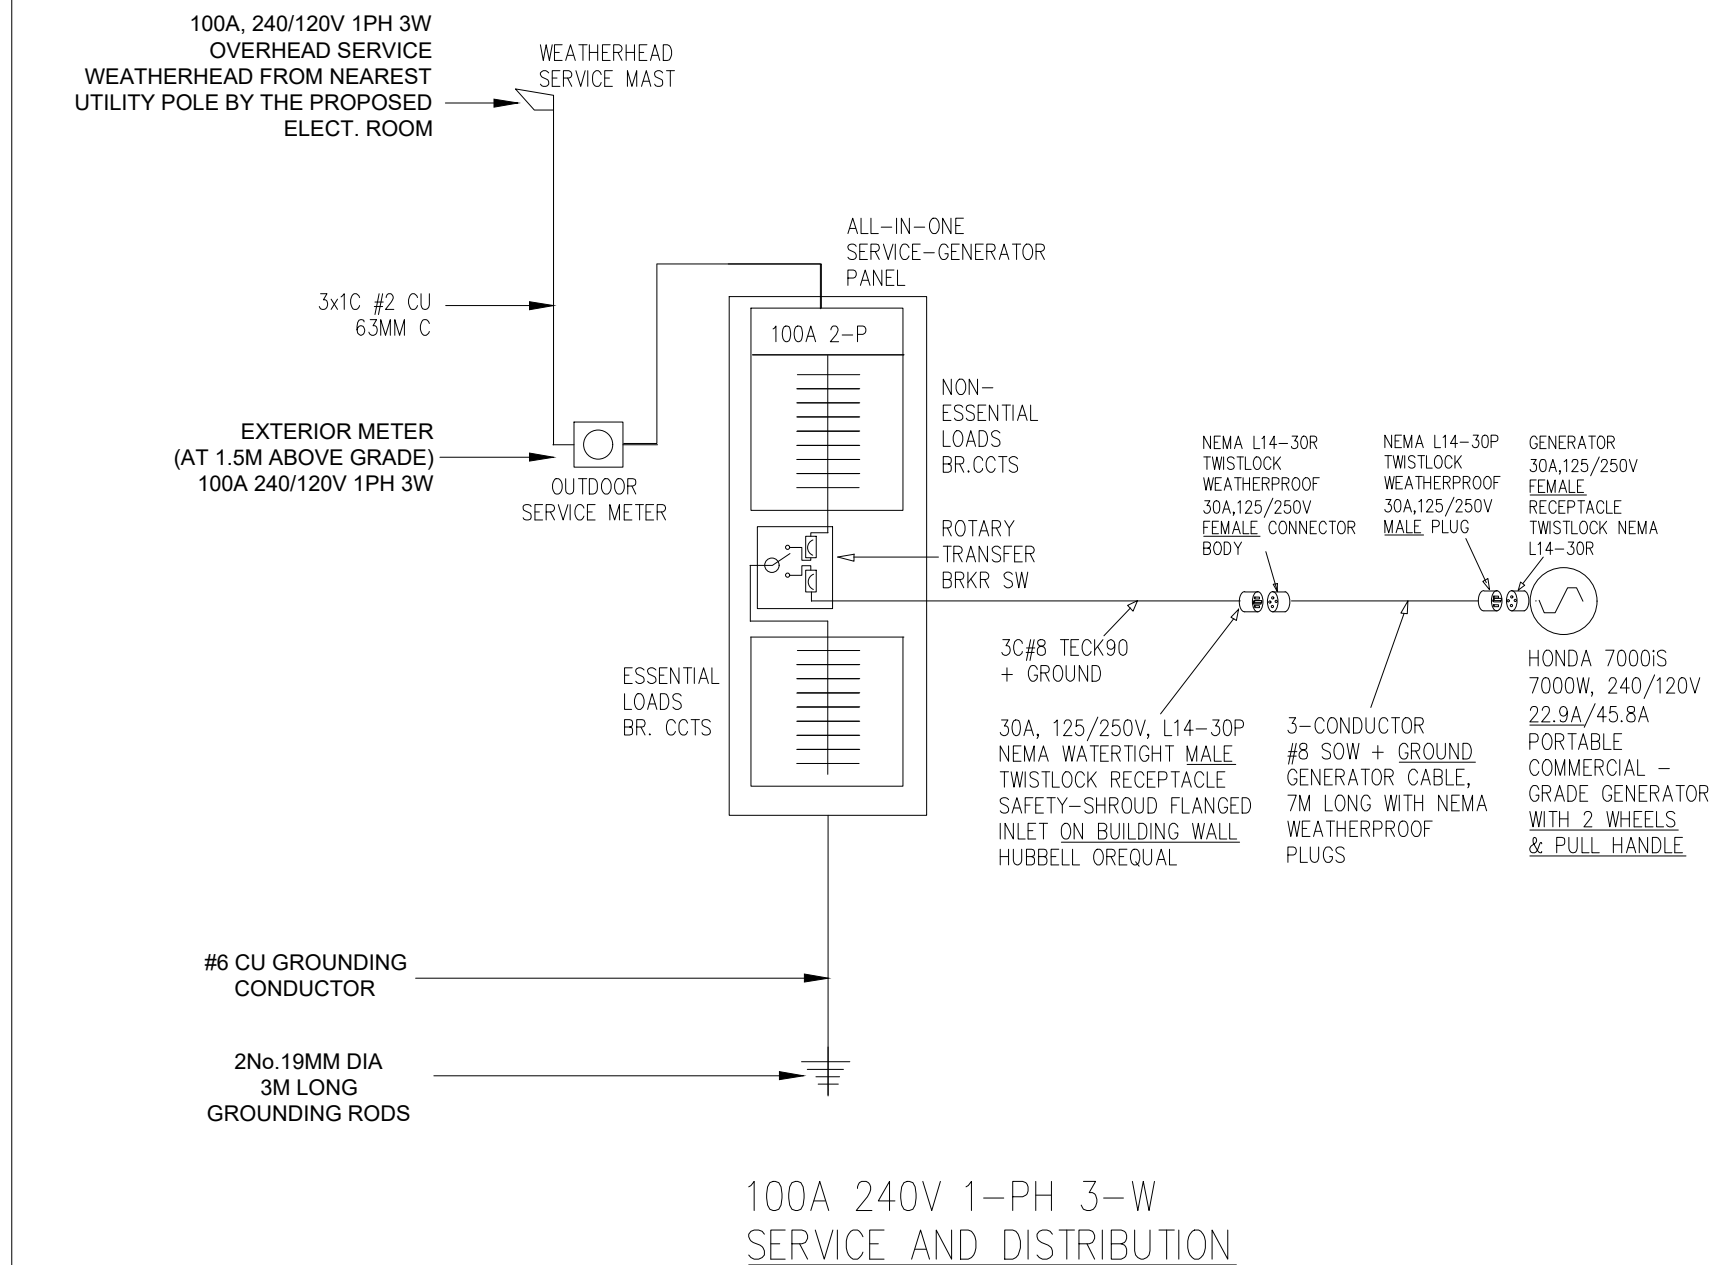 100A, 240/120V 1PH 3W
OVERHEAD SERVICE
WEATHERHEAD FROM NEAREST
UTILITY POLE BY THE PROPOSED
ELECT. ROOM
WEATHERHEAD
SERVICE MAST
ALL-IN-ONE
SERVICE-GENERATOR
PANEL
3x1C #2 CU
63MM C
100A 2-P
NON-
ESSENTIAL
LOADS
BR.CCTS
EXTERIOR METER
(AT 1.5M ABOVE GRADE)
100A 240/120V 1PH 3W
OUTDOOR
SERVICE METER
ROTARY
TRANSFER
BRKR SW
NEMA L14-30R
TWISTLOCK
WEATHERPROOF
30A,125/250V
FEMALE CONNECTOR
BODY
NEMA L14-30P
TWISTLOCK
WEATHERPROOF
30A,125/250V
MALE PLUG
GENERATOR
30A,125/250V
FEMALE
RECEPTACLE
TWISTLOCK NEMA
L14-30R
ESSENTIAL
LOADS
BR. CCTS
3C#8 TECK90
+ GROUND
30A, 125/250V, L14-30P
NEMA WATERTIGHT MALE
TWISTLOCK RECEPTACLE
SAFETY-SHROUD FLANGED
INLET ON BUILDING WALL
HUBBELL OREQUAL
3-CONDUCTOR
#8 SOW + GROUND
GENERATOR CABLE,
7M LONG WITH NEMA
WEATHERPROOF
PLUGS
HONDA 7000iS
7000W, 240/120V
22.9A/45.8A
PORTABLE
COMMERCIAL -
GRADE GENERATOR
WITH 2 WHEELS
& PULL HANDLE
#6 CU GROUNDING
CONDUCTOR
2No.19MM DIA
3M LONG
GROUNDING RODS
100A 240V 1-PH 3-W
SERVICE AND DISTRIBUTION